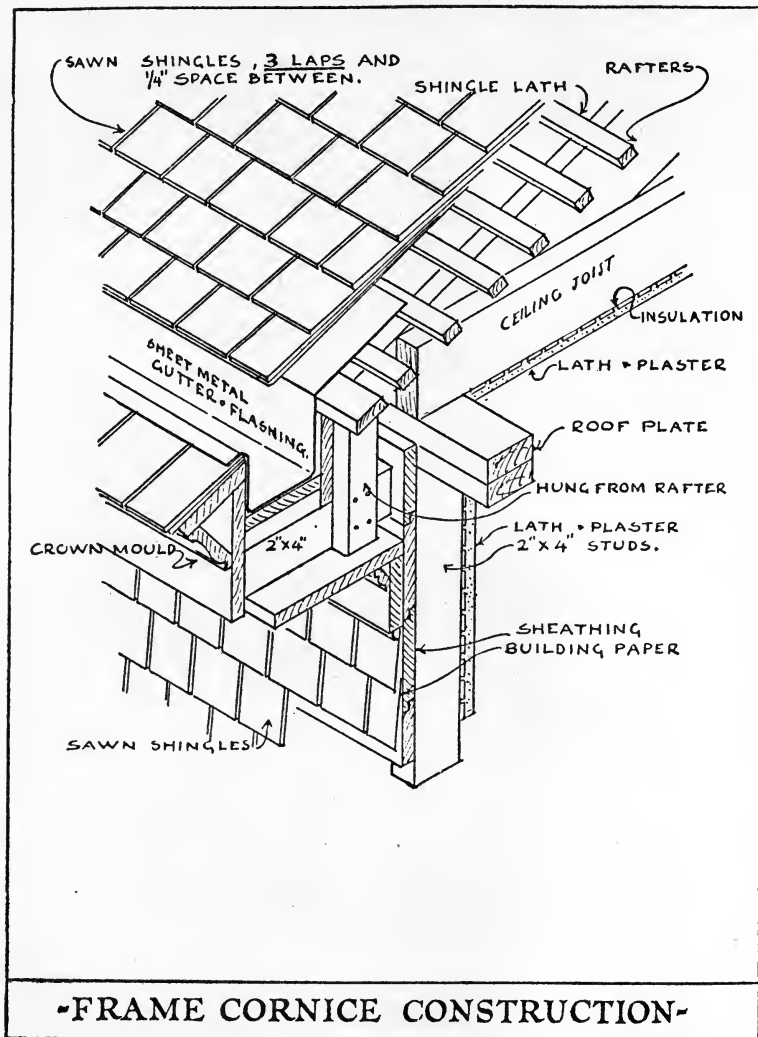 SAWN SHINGLES, 3 LAPS AND
1/4" SPACE BETWEEN.
SHINGLE LATH
RAFTERS
CEILING JOIST
INSULATION
LATH & PLASTER
SHEET METAL
GUTTER & FLASHING.
ROOF PLATE
HUNG FROM RAFTER
LATH & PLASTER
2"X4" STUDS.
CROWN MOULD
2"X4"
SHEATHING
BUILDING PAPER
SAWN SHINGLES
-FRAME CORNICE CONSTRUCTION-